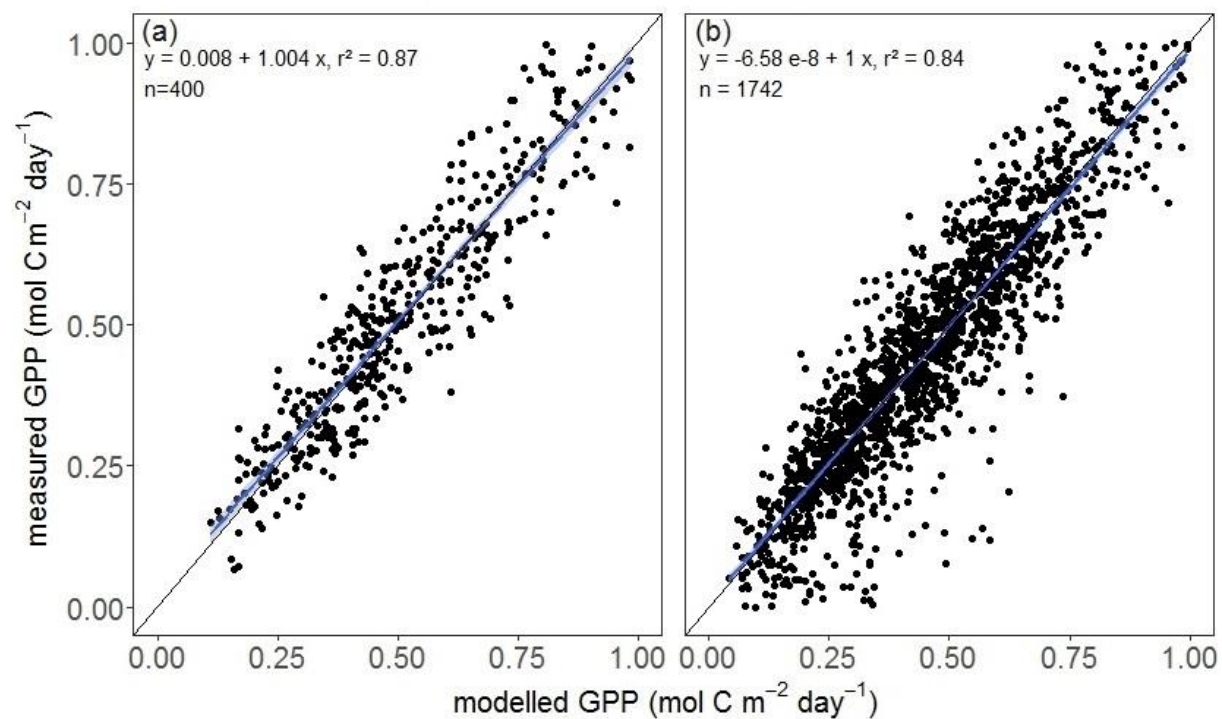 (a)
y = 0.008 + 1.004 x, r² = 0.87
n=400
(b)
y = -6.58 e-8 + 1 x, r² = 0.84
n = 1742
measured GPP (mol C m⁻² day⁻¹)
1.00
0.75
0.50
0.25
0.00
0.00 0.25 0.50 0.75 1.00
0.00 0.25 0.50 0.75 1.00
modelled GPP (mol C m⁻² day⁻¹)